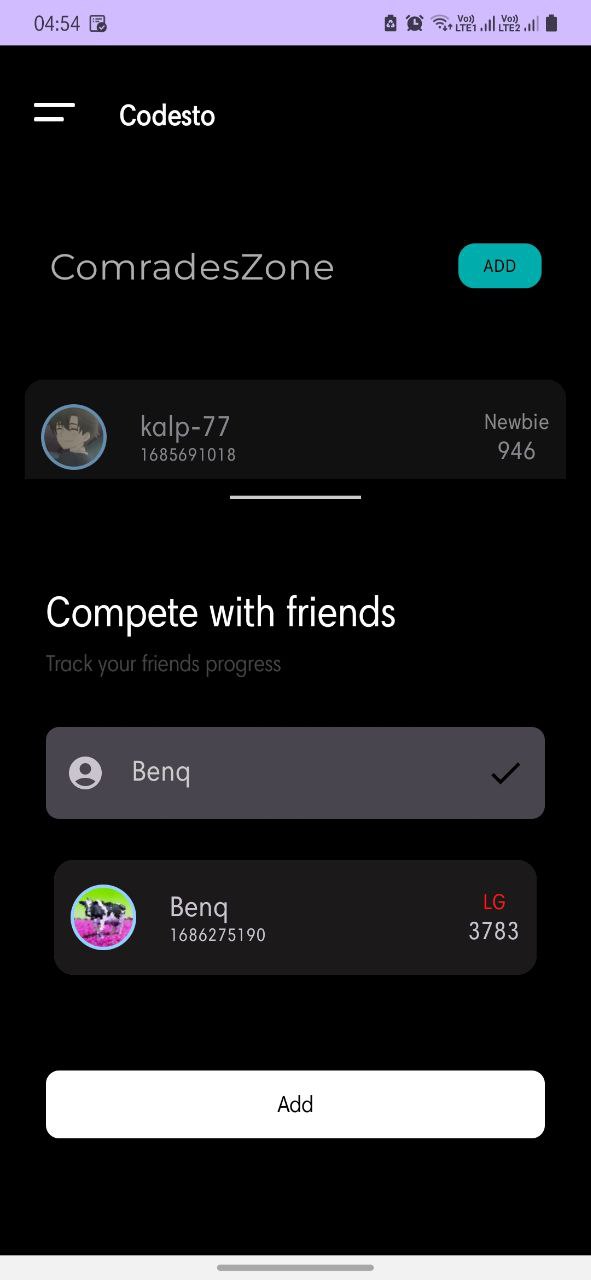 04:54
Vo)) LTE1 Vo)) LTE2
Codesto
ComradesZone
ADD
kalp-77
Newbie
1685691018
946
Compete with friends
Track your friends progress
Benq
Benq
LG
1686275190
3783
Add